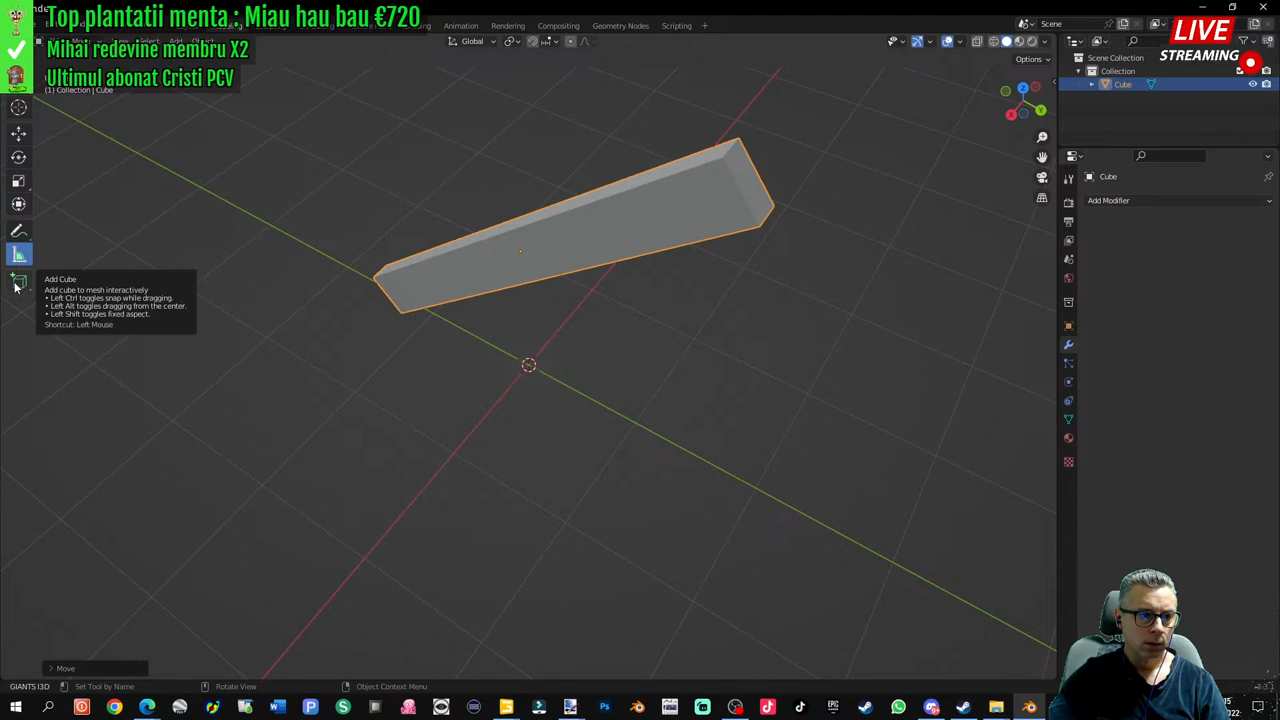 Top plantatii menta : Miau hau bau €720
Mihai redevine membru X2
Ultimul abonat Cristi PCV
LIVE
STREAMING
Animation Rendering Compositing Geometry Nodes Scripting
Scene
Global
Options
(1) Collection | Cube
Scene Collection
Collection
Cube
Cube
Add Modifier
Z
Y
X
Add Cube
Add cube to mesh interactively
• Left Ctrl toggles snap while dragging.
• Left Alt toggles dragging from the center.
• Left Shift toggles fixed aspect.
Shortcut: Left Mouse
Move
GIANTS I3D Set Tool by Name Rotate View Object Context Menu